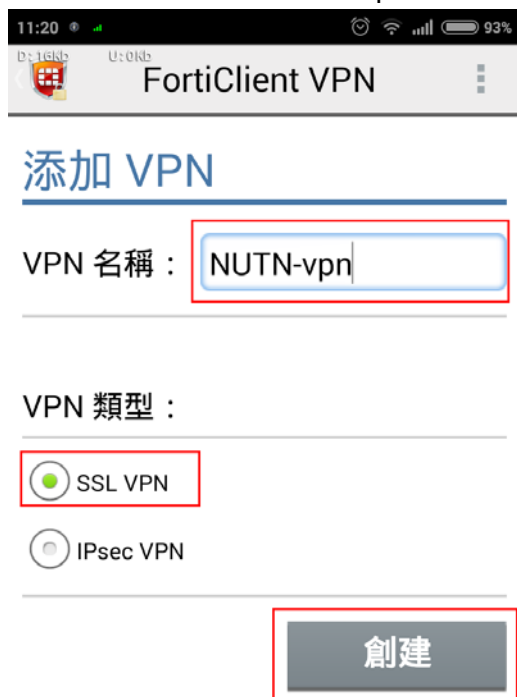 11:20 93%
D:16Kb U:0Kb
FortiClient VPN
添加 VPN
VPN 名稱： NUTN-vpn
VPN 類型：
SSL VPN
IPsec VPN
創建